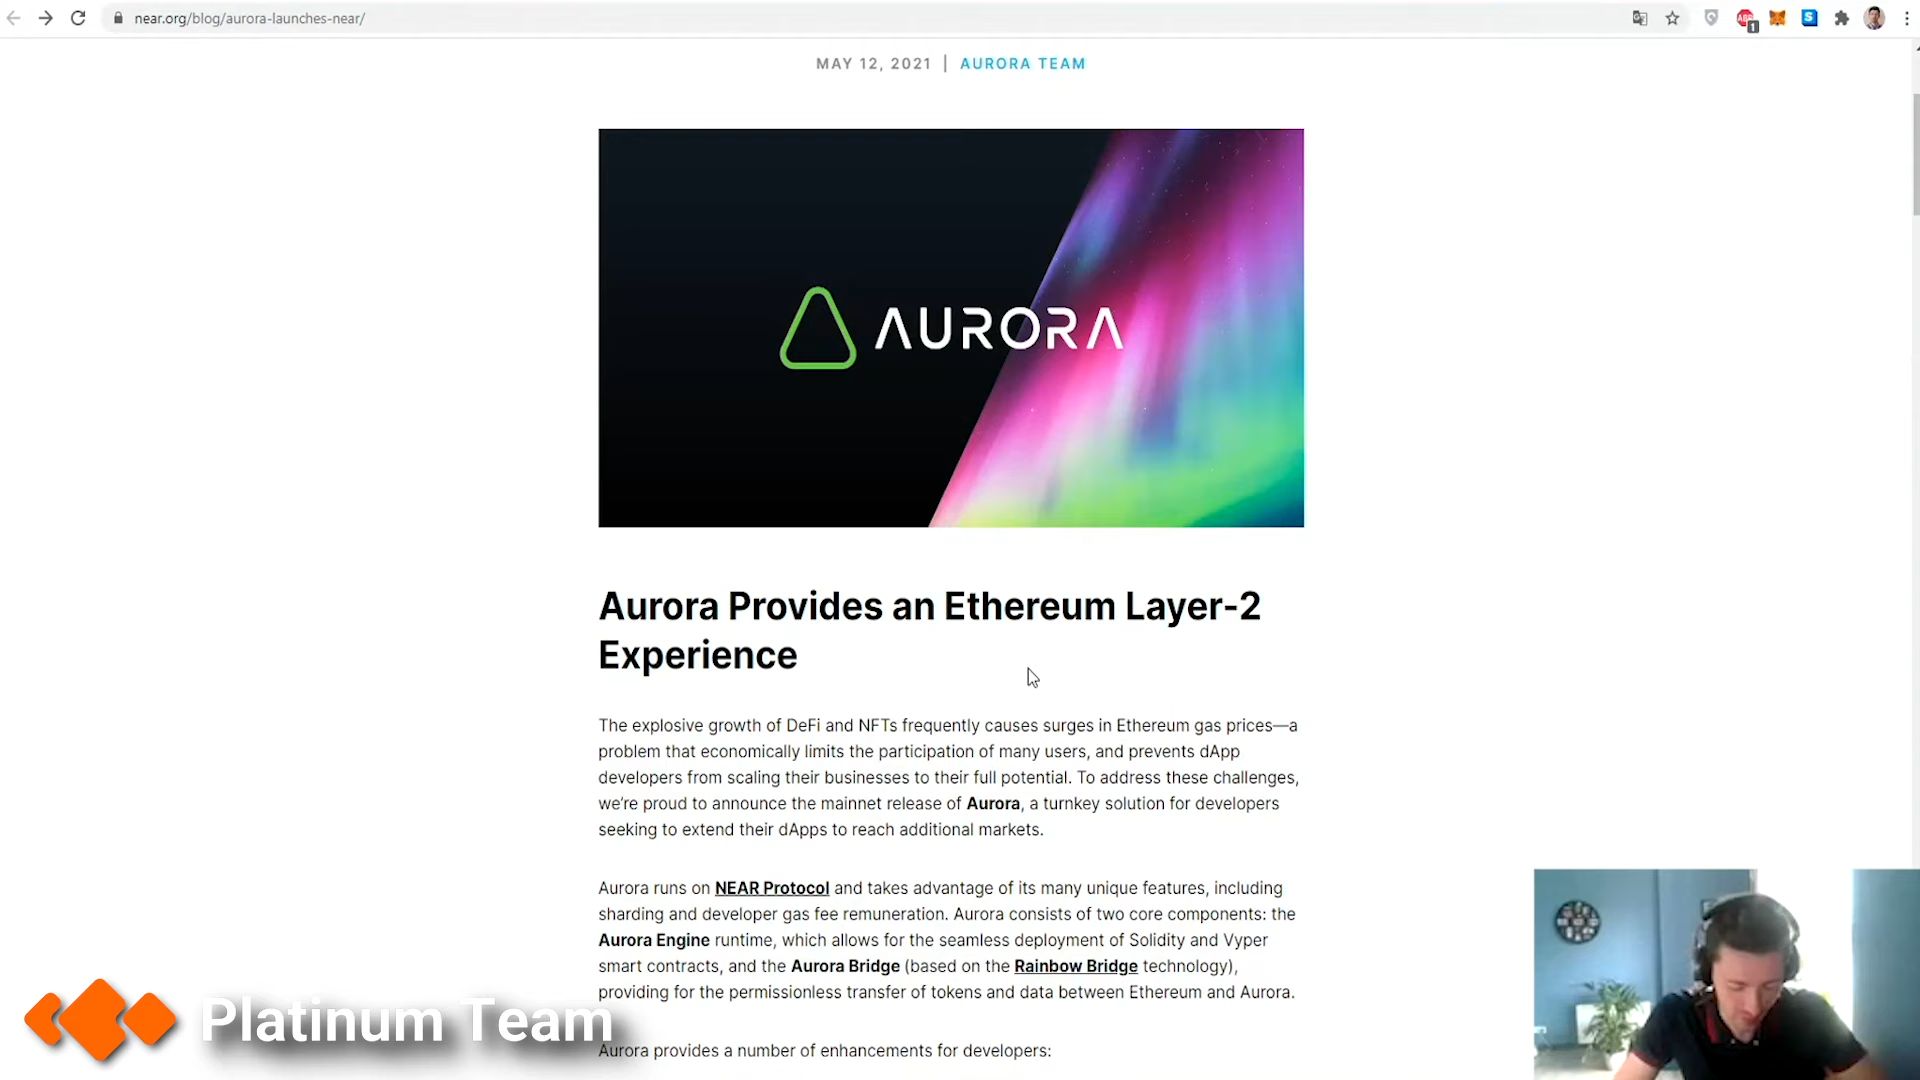 near.org/blog/aurora-launches-near/
MAY 12, 2021 | AURORA TEAM
AURORA
Aurora Provides an Ethereum Layer-2
Experience
The explosive growth of DeFi and NFTs frequently causes surges in Ethereum gas prices—a
problem that economically limits the participation of many users, and prevents dApp
developers from scaling their businesses to their full potential. To address these challenges,
we're proud to announce the mainnet release of Aurora, a turnkey solution for developers
seeking to extend their dApps to reach additional markets.
Aurora runs on NEAR Protocol and takes advantage of its many unique features, including
sharding and developer gas fee remuneration. Aurora consists of two core components: the
Aurora Engine runtime, which allows for the seamless deployment of Solidity and Vyper
smart contracts, and the Aurora Bridge (based on the Rainbow Bridge technology),
providing for the permissionless transfer of tokens and data between Ethereum and Aurora.
Platinum Team
Aurora provides a number of enhancements for developers: